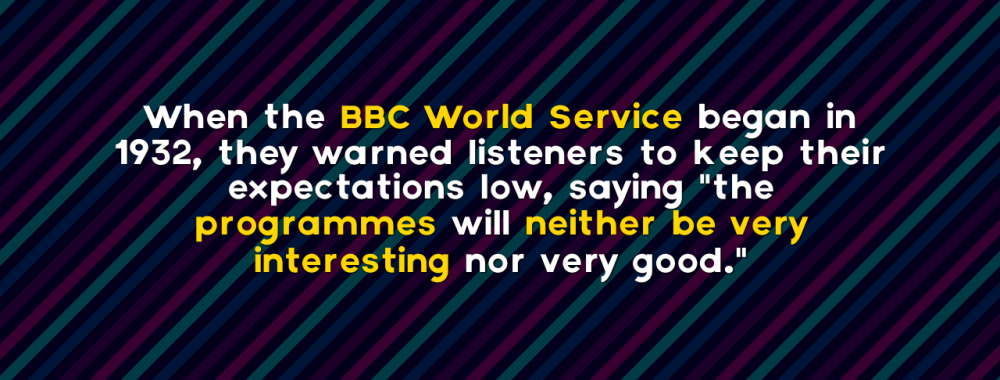 When the BBC World Service began in
1932, they warned listeners to keep their
expectations low, saying "the
programmes will neither be very
interesting nor very good."